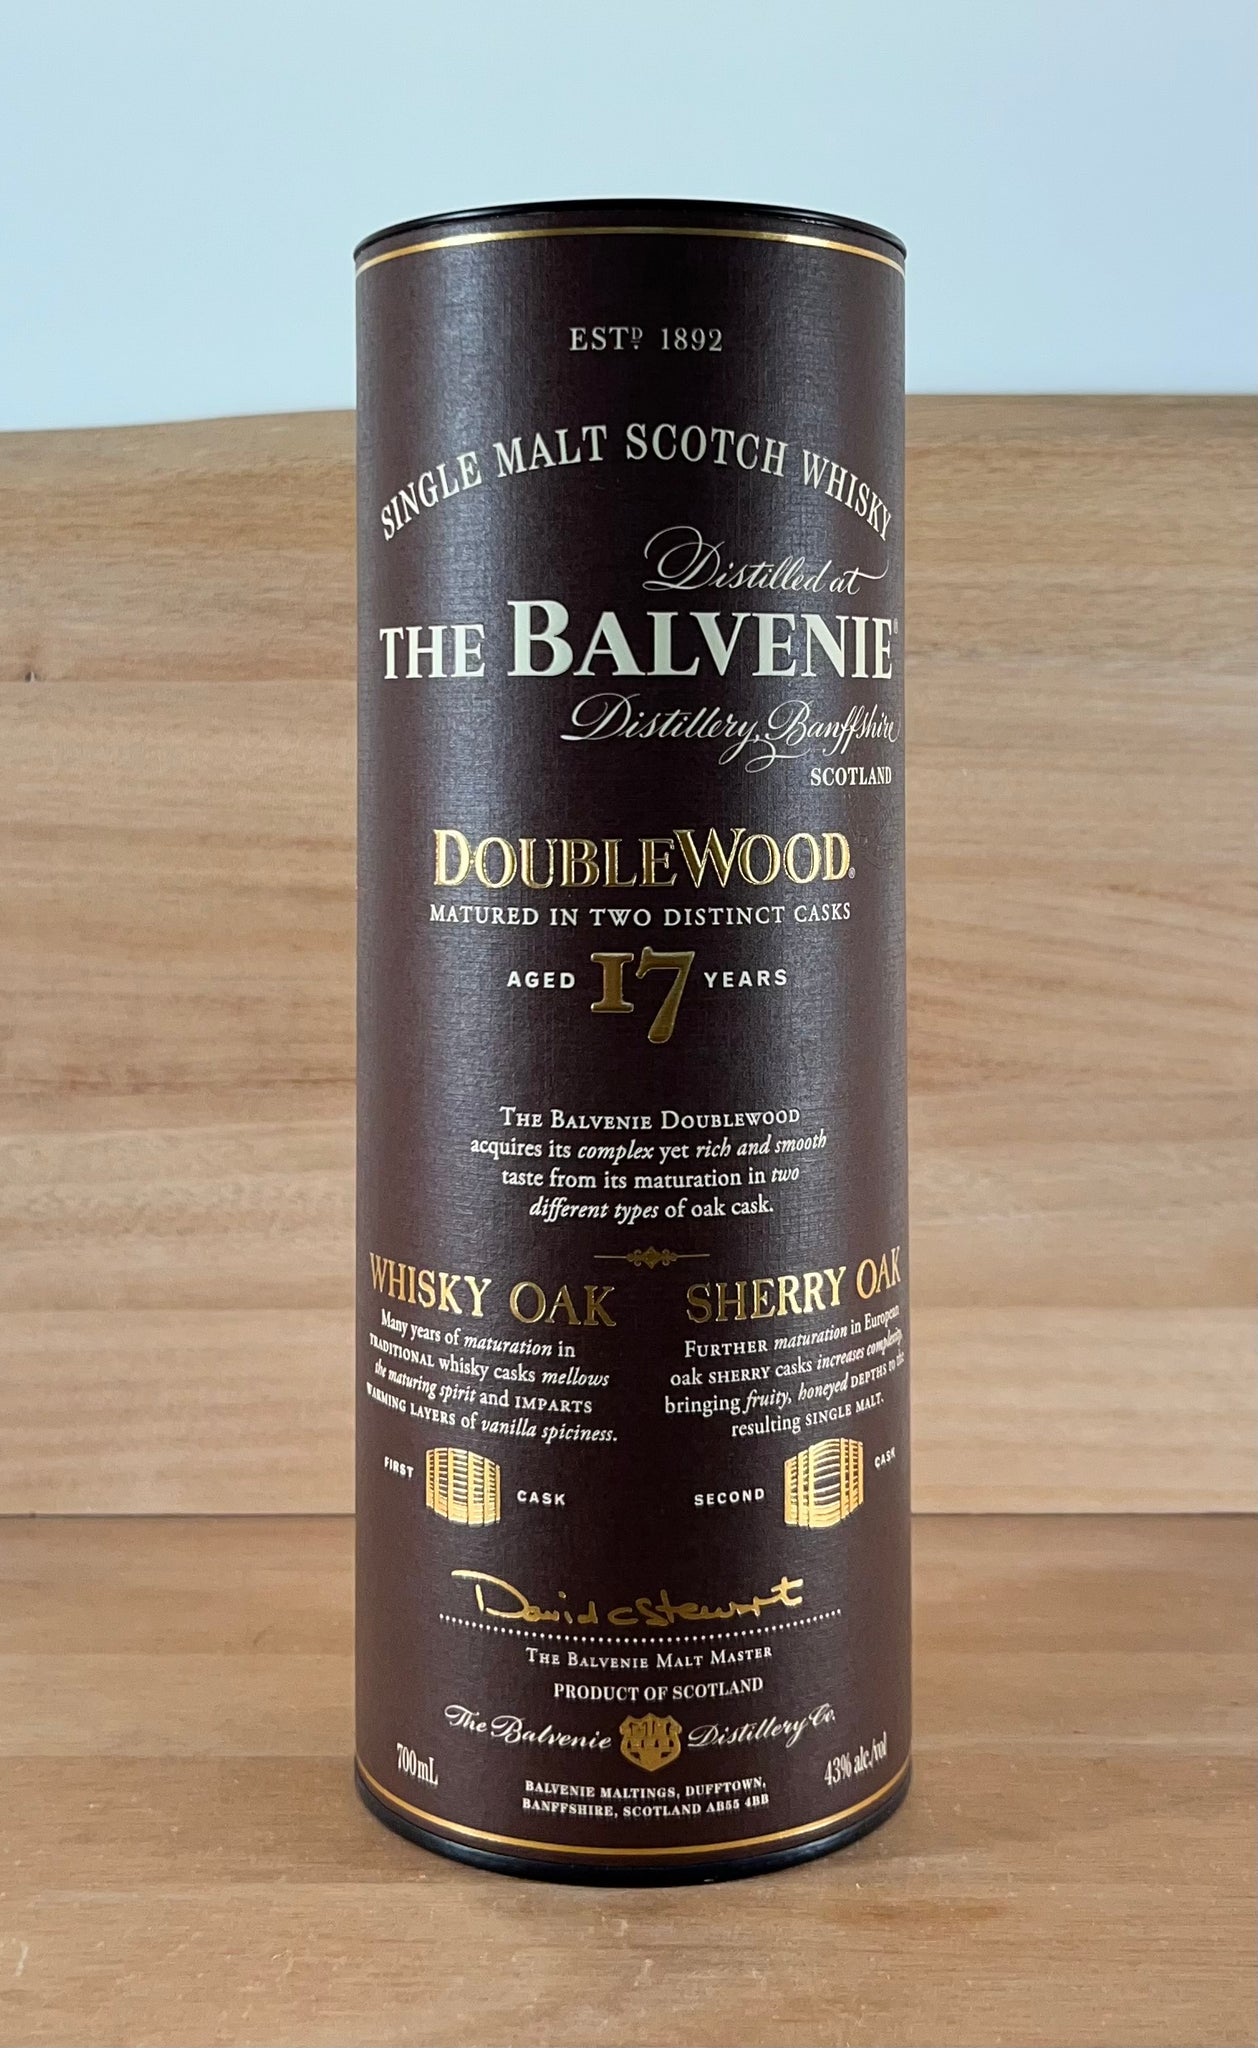 ESTD. 1892
SINGLE MALT SCOTCH WHISKY
Distilled at
THE BALVENIE®
Distillery, Banffshire
SCOTLAND
DOUBLEWOOD®
MATURED IN TWO DISTINCT CASKS
AGED 17 YEARS
THE BALVENIE DOUBLEWOOD
acquires its complex yet rich and smooth
taste from its maturation in two
different types of oak cask.
WHISKY OAK
Many years of maturation in
TRADITIONAL whisky casks mellows
the maturing spirit and IMPARTS
WARMING LAYERS of vanilla spiciness.
FIRST CASK
SHERRY OAK
FURTHER maturation in European
oak SHERRY casks increases complexity,
bringing fruity, honeyed DEPTHS to the
resulting SINGLE MALT.
SECOND CASK
David C Stewart
THE BALVENIE MALT MASTER
PRODUCT OF SCOTLAND
The Balvenie Distillery Co.
700mL
43% alc./vol
BALVENIE MALTINGS, DUFFTOWN,
BANFFSHIRE, SCOTLAND AB55 4BB